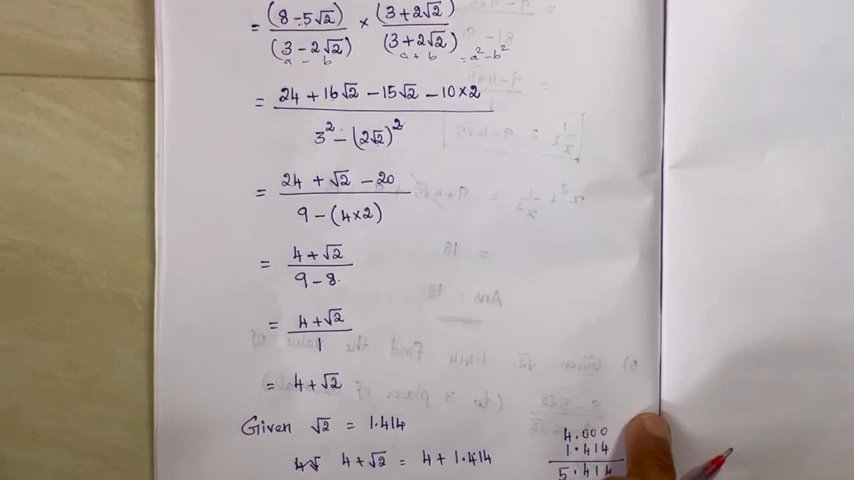 = (8-5√2)/(3-2√2) × (3+2√2)/(3+2√2)
a - b a + b = a²-b²
= (24+16√2-15√2-10×2)/(3²-(2√2)²)
= (24+√2-20)/(9-(4×2))
= (4+√2)/(9-8)
= (4+√2)/1
= 4+√2
Given √2 = 1.414
4+√2 = 4+1.414
4.000
1.414
5.414